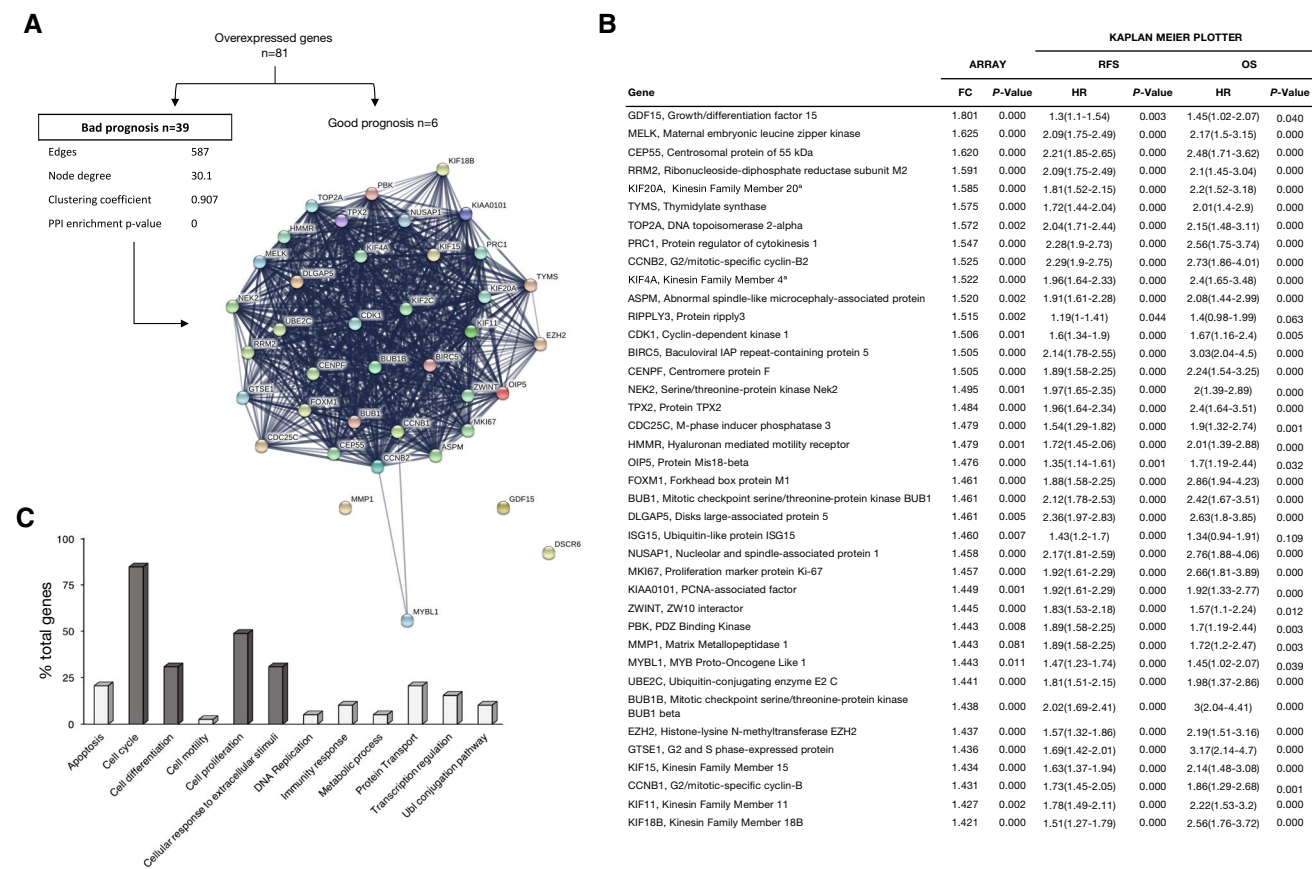 A
Overexpressed genes
n=81
Bad prognosis n=39
Good prognosis n=6
Edges 587
Node degree 30.1
Clustering coefficient 0.907
PPI enrichment p-value 0
KIF18B
PBK
TOP2A
TPX2
NUSAP1
KIAA0101
HMMR
KIF4A
KIF15
PRC1
MELK
DLGAP5
TYMS
NEK2
KIF2C
KIF20A
UBE2C
CDK1
KIF11
EZH2
RRM2
CENPF
BUB1B
BIRC5
GTSE1
ZWINT
OIP5
FOXM1
BUB1
CCNB1
MKI67
CDC25C
CEP55
CCNB2
ASPM
MMP1
GDF15
DSCR6
MYBL1
B
KAPLAN MEIER PLOTTER
ARRAY RFS OS
Gene FC P-Value HR P-Value HR P-Value
GDF15, Growth/differentiation factor 15 1.801 0.000 1.3(1.1-1.54) 0.003 1.45(1.02-2.07) 0.040
MELK, Maternal embryonic leucine zipper kinase 1.625 0.000 2.09(1.75-2.49) 0.000 2.17(1.5-3.15) 0.000
CEP55, Centrosomal protein of 55 kDa 1.620 0.000 2.21(1.85-2.65) 0.000 2.48(1.71-3.62) 0.000
RRM2, Ribonucleoside-diphosphate reductase subunit M2 1.591 0.000 2.09(1.75-2.49) 0.000 2.1(1.45-3.04) 0.000
KIF20A, Kinesin Family Member 20ª 1.585 0.000 1.81(1.52-2.15) 0.000 2.2(1.52-3.18) 0.000
TYMS, Thymidylate synthase 1.575 0.000 1.72(1.44-2.04) 0.000 2.01(1.4-2.9) 0.000
TOP2A, DNA topoisomerase 2-alpha 1.572 0.002 2.04(1.71-2.44) 0.000 2.15(1.48-3.11) 0.000
PRC1, Protein regulator of cytokinesis 1 1.547 0.000 2.28(1.9-2.73) 0.000 2.56(1.75-3.74) 0.000
CCNB2, G2/mitotic-specific cyclin-B2 1.525 0.000 2.29(1.9-2.75) 0.000 2.73(1.86-4.01) 0.000
KIF4A, Kinesin Family Member 4ª 1.522 0.000 1.96(1.64-2.33) 0.000 2.4(1.65-3.48) 0.000
ASPM, Abnormal spindle-like microcephaly-associated protein 1.520 0.002 1.91(1.61-2.28) 0.000 2.08(1.44-2.99) 0.000
RIPPLY3, Protein ripply3 1.515 0.002 1.19(1-1.41) 0.044 1.4(0.98-1.99) 0.063
CDK1, Cyclin-dependent kinase 1 1.506 0.001 1.6(1.34-1.9) 0.000 1.67(1.16-2.4) 0.005
BIRC5, Baculoviral IAP repeat-containing protein 5 1.505 0.000 2.14(1.78-2.55) 0.000 3.03(2.04-4.5) 0.000
CENPF, Centromere protein F 1.505 0.000 1.89(1.58-2.25) 0.000 2.24(1.54-3.25) 0.000
NEK2, Serine/threonine-protein kinase Nek2 1.495 0.001 1.97(1.65-2.35) 0.000 2(1.39-2.89) 0.000
TPX2, Protein TPX2 1.484 0.000 1.96(1.64-2.34) 0.000 2.4(1.64-3.51) 0.000
CDC25C, M-phase inducer phosphatase 3 1.479 0.000 1.54(1.29-1.82) 0.000 1.9(1.32-2.74) 0.001
HMMR, Hyaluronan mediated motility receptor 1.479 0.001 1.72(1.45-2.06) 0.000 2.01(1.39-2.88) 0.000
OIP5, Protein Mis18-beta 1.476 0.000 1.35(1.14-1.61) 0.001 1.7(1.19-2.44) 0.032
FOXM1, Forkhead box protein M1 1.461 0.000 1.88(1.58-2.25) 0.000 2.86(1.94-4.23) 0.000
BUB1, Mitotic checkpoint serine/threonine-protein kinase BUB1 1.461 0.000 2.12(1.78-2.53) 0.000 2.42(1.67-3.51) 0.000
DLGAP5, Disks large-associated protein 5 1.461 0.005 2.36(1.97-2.83) 0.000 2.63(1.8-3.85) 0.000
ISG15, Ubiquitin-like protein ISG15 1.460 0.007 1.43(1.2-1.7) 0.000 1.34(0.94-1.91) 0.109
NUSAP1, Nucleolar and spindle-associated protein 1 1.458 0.000 2.17(1.81-2.59) 0.000 2.76(1.88-4.06) 0.000
MKI67, Proliferation marker protein Ki-67 1.457 0.000 1.92(1.61-2.29) 0.000 2.66(1.81-3.89) 0.000
KIAA0101, PCNA-associated factor 1.449 0.001 1.92(1.61-2.29) 0.000 1.92(1.33-2.77) 0.000
ZWINT, ZW10 interactor 1.445 0.000 1.83(1.53-2.18) 0.000 1.57(1.1-2.24) 0.012
PBK, PDZ Binding Kinase 1.443 0.008 1.89(1.58-2.25) 0.000 1.7(1.19-2.44) 0.003
MMP1, Matrix Metallopeptidase 1 1.443 0.081 1.89(1.58-2.25) 0.000 1.72(1.2-2.47) 0.003
MYBL1, MYB Proto-Oncogene Like 1 1.443 0.011 1.47(1.23-1.74) 0.000 1.45(1.02-2.07) 0.039
UBE2C, Ubiquitin-conjugating enzyme E2 C 1.441 0.000 1.81(1.51-2.15) 0.000 1.98(1.37-2.86) 0.000
BUB1B, Mitotic checkpoint serine/threonine-protein kinase
BUB1 beta 1.438 0.000 2.02(1.69-2.41) 0.000 3(2.04-4.41) 0.000
EZH2, Histone-lysine N-methyltransferase EZH2 1.437 0.000 1.57(1.32-1.86) 0.000 2.19(1.51-3.16) 0.000
GTSE1, G2 and S phase-expressed protein 1.436 0.000 1.69(1.42-2.01) 0.000 3.17(2.14-4.7) 0.000
KIF15, Kinesin Family Member 15 1.434 0.000 1.63(1.37-1.94) 0.000 2.14(1.48-3.08) 0.000
CCNB1, G2/mitotic-specific cyclin-B 1.431 0.000 1.73(1.45-2.05) 0.000 1.86(1.29-2.68) 0.001
KIF11, Kinesin Family Member 11 1.427 0.002 1.78(1.49-2.11) 0.000 2.22(1.53-3.2) 0.000
KIF18B, Kinesin Family Member 18B 1.421 0.000 1.51(1.27-1.79) 0.000 2.56(1.76-3.72) 0.000
C
% total genes
100
75
50
25
0
Apoptosis
Cell cycle
Cell differentiation
Cell motility
Cell proliferation
Cellular response to extracellular stimuli
DNA Replication
Immunity response
Metabolic process
Protein Transport
Transcription regulation
Ubl conjugation pathway